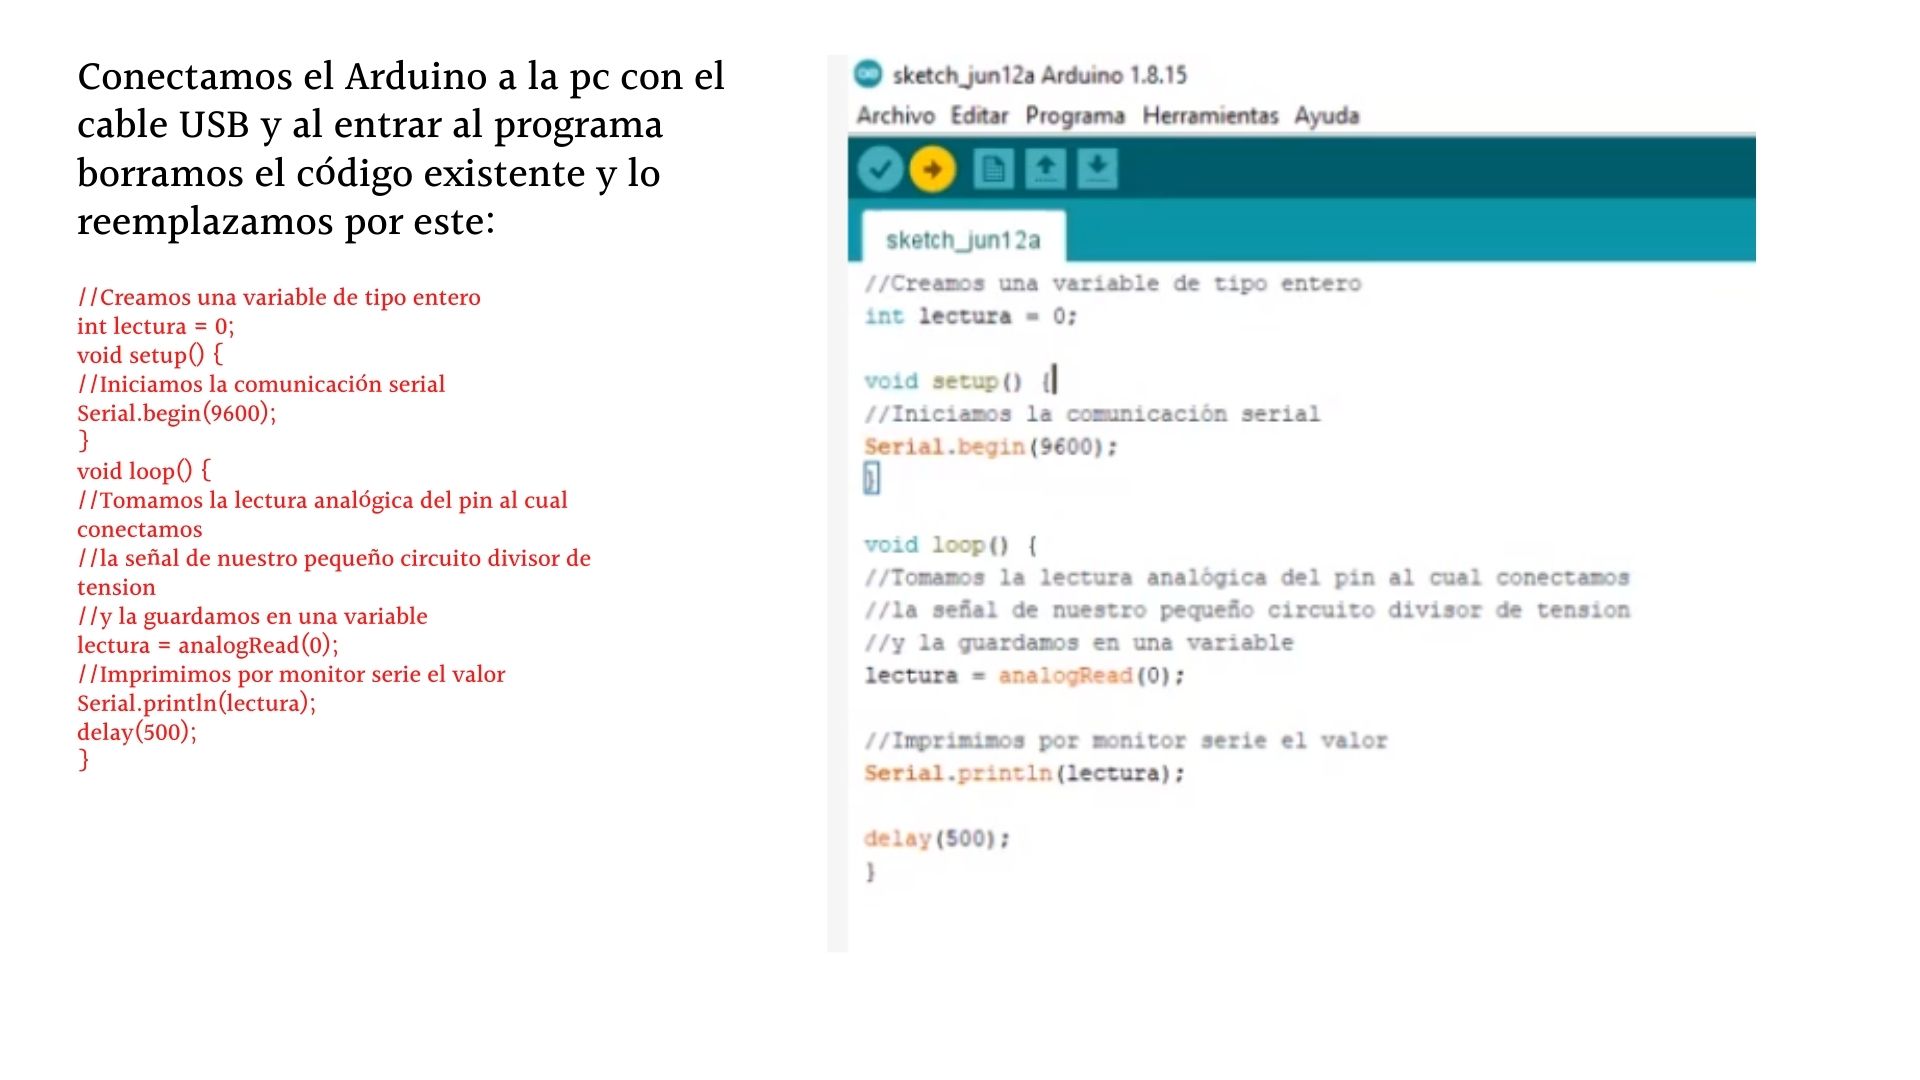 Conectamos el Arduino a la pc con el
cable USB y al entrar al programa
borramos el código existente y lo
reemplazamos por este:
//Creamos una variable de tipo entero
int lectura = 0;
void setup() {
//Iniciamos la comunicación serial
Serial.begin(9600);
}
void loop() {
//Tomamos la lectura analógica del pin al cual
conectamos
//la señal de nuestro pequeño circuito divisor de
tension
//y la guardamos en una variable
lectura = analogRead(0);
//Imprimimos por monitor serie el valor
Serial.println(lectura);
delay(500);
}
sketch_jun12a Arduino 1.8.15
Archivo Editar Programa Herramientas Ayuda
sketch_jun12a
//Creamos una variable de tipo entero
int lectura = 0;
void setup() {
//Iniciamos la comunicación serial
Serial.begin(9600);
}
void loop() {
//Tomamos la lectura analógica del pin al cual conectamos
//la señal de nuestro pequeño circuito divisor de tension
//y la guardamos en una variable
lectura = analogRead(0);
//Imprimimos por monitor serie el valor
Serial.println(lectura);
delay(500);
}